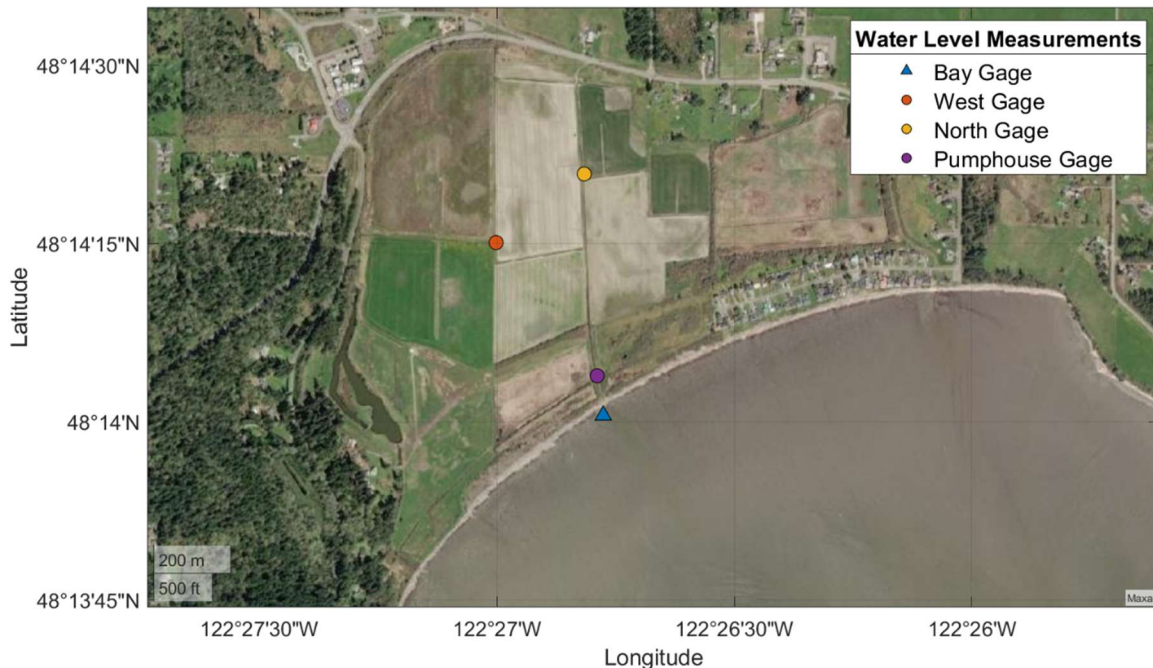 Water Level Measurements
Bay Gage
West Gage
North Gage
Pumphouse Gage
48°14'30"N
48°14'15"N
48°14'N
48°13'45"N
Latitude
200 m
500 ft
Maxa
122°27'30"W
122°27'W
122°26'30"W
122°26'W
Longitude